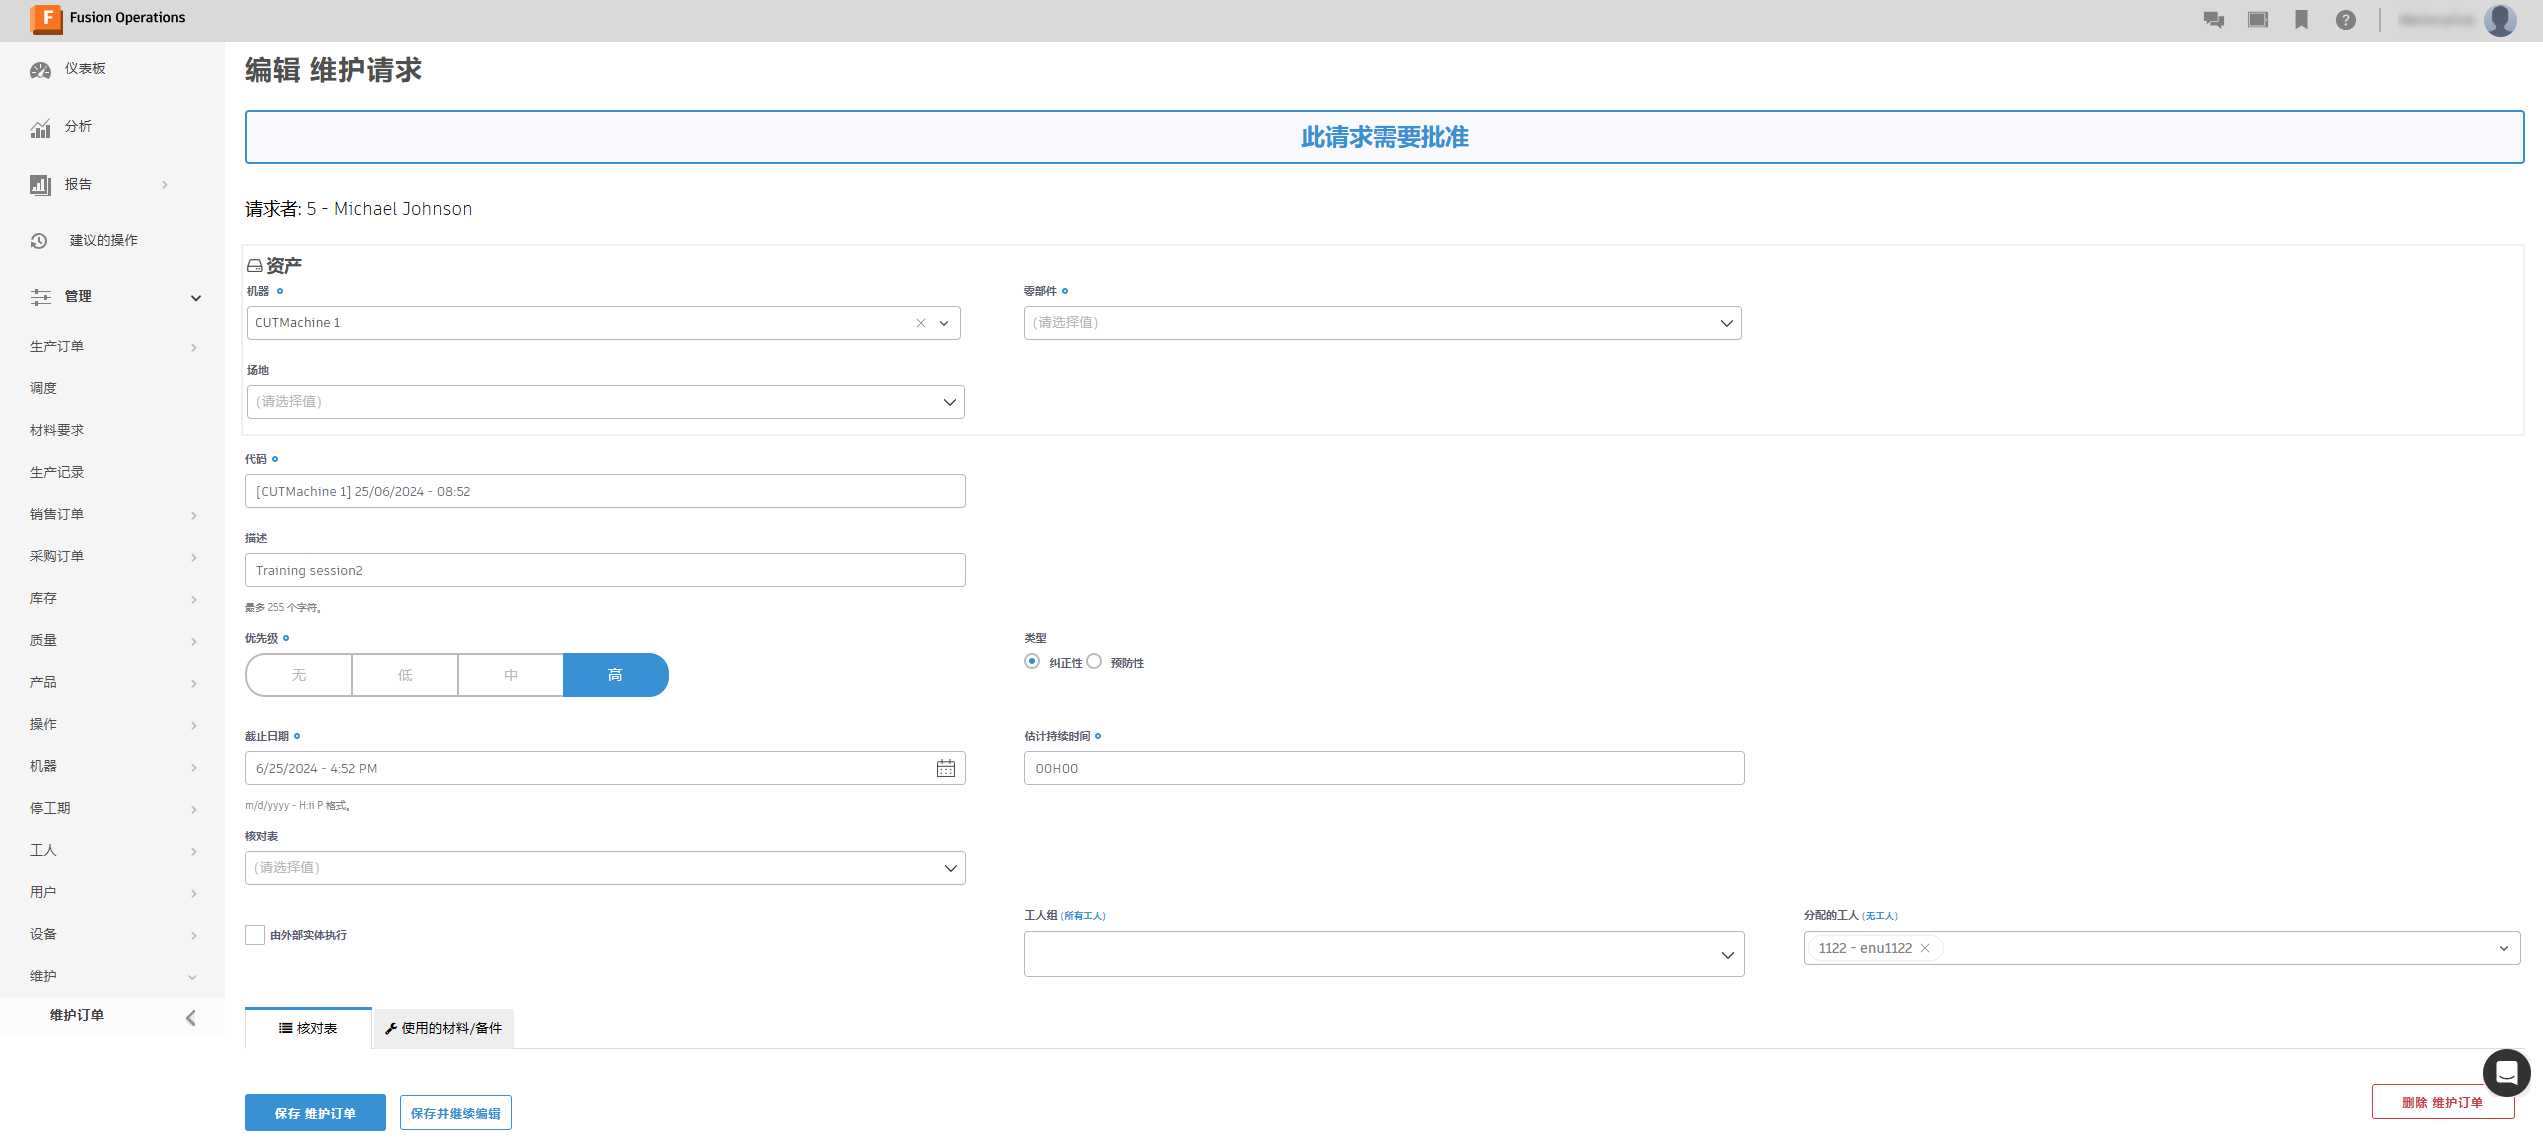 Fusion Operations
仪表板
分析
报告
建议的操作
管理
生产订单
调度
材料要求
生产记录
销售订单
采购订单
库存
质量
产品
操作
机器
停工期
工人
用户
设备
维护
维护订单
编辑 维护请求
此请求需要批准
请求者: 5 - Michael Johnson
资产
机器
CUTMachine 1
零部件
(请选择值)
场地
(请选择值)
代码
[CUTMachine 1] 25/06/2024 - 08:52
描述
Training session2
最多 255 个字符。
优先级
无 低 中 高
类型
纠正性 预防性
截止日期
6/25/2024 - 4:52 PM
m/d/yyyy - H:ii P 格式。
估计持续时间
00H00
核对表
(请选择值)
由外部实体执行
工人组 (所有工人)
分配的工人 (无工人)
1122 - enu1122
核对表
使用的材料/备件
保存 维护订单
保存并继续编辑
删除 维护订单